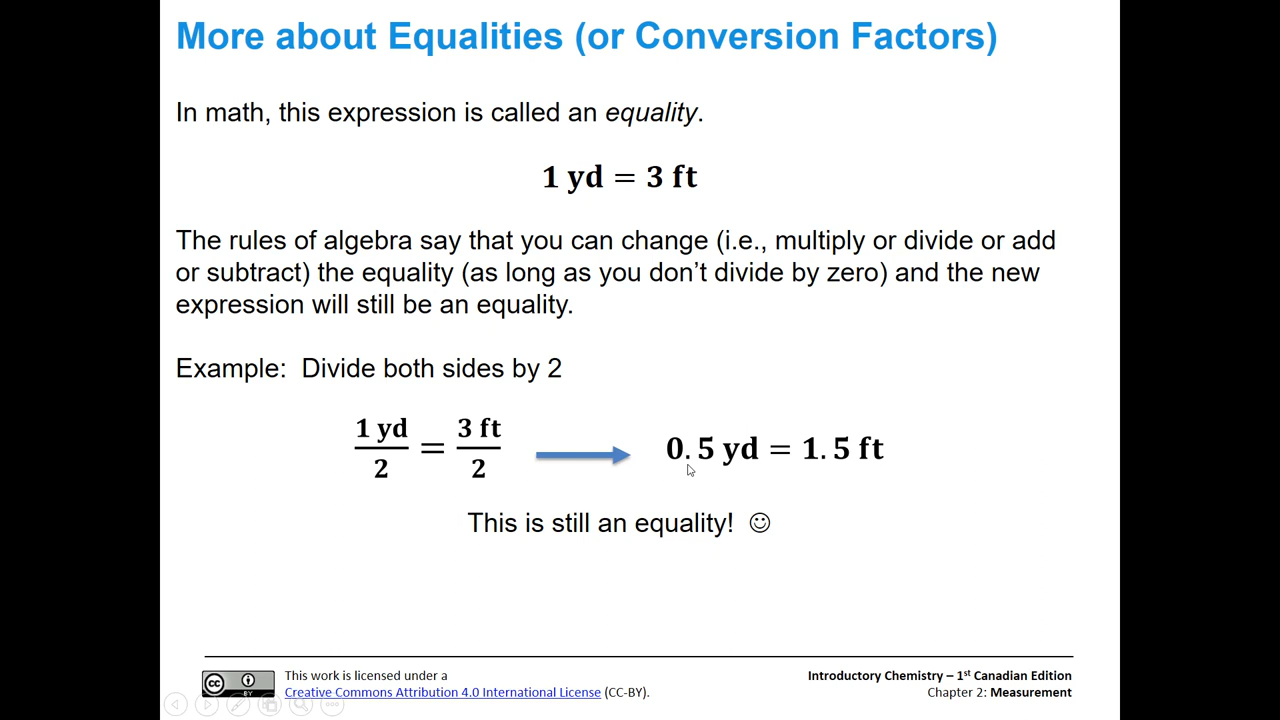 More about Equalities (or Conversion Factors)
In math, this expression is called an equality.
1 yd = 3 ft
The rules of algebra say that you can change (i.e., multiply or divide or add
or subtract) the equality (as long as you don’t divide by zero) and the new
expression will still be an equality.
Example: Divide both sides by 2
1 yd / 2 = 3 ft / 2
0.5 yd = 1.5 ft
This is still an equality! ☺
cc BY
This work is licensed under a
Creative Commons Attribution 4.0 International License (CC-BY).
Introductory Chemistry – 1st Canadian Edition
Chapter 2: Measurement